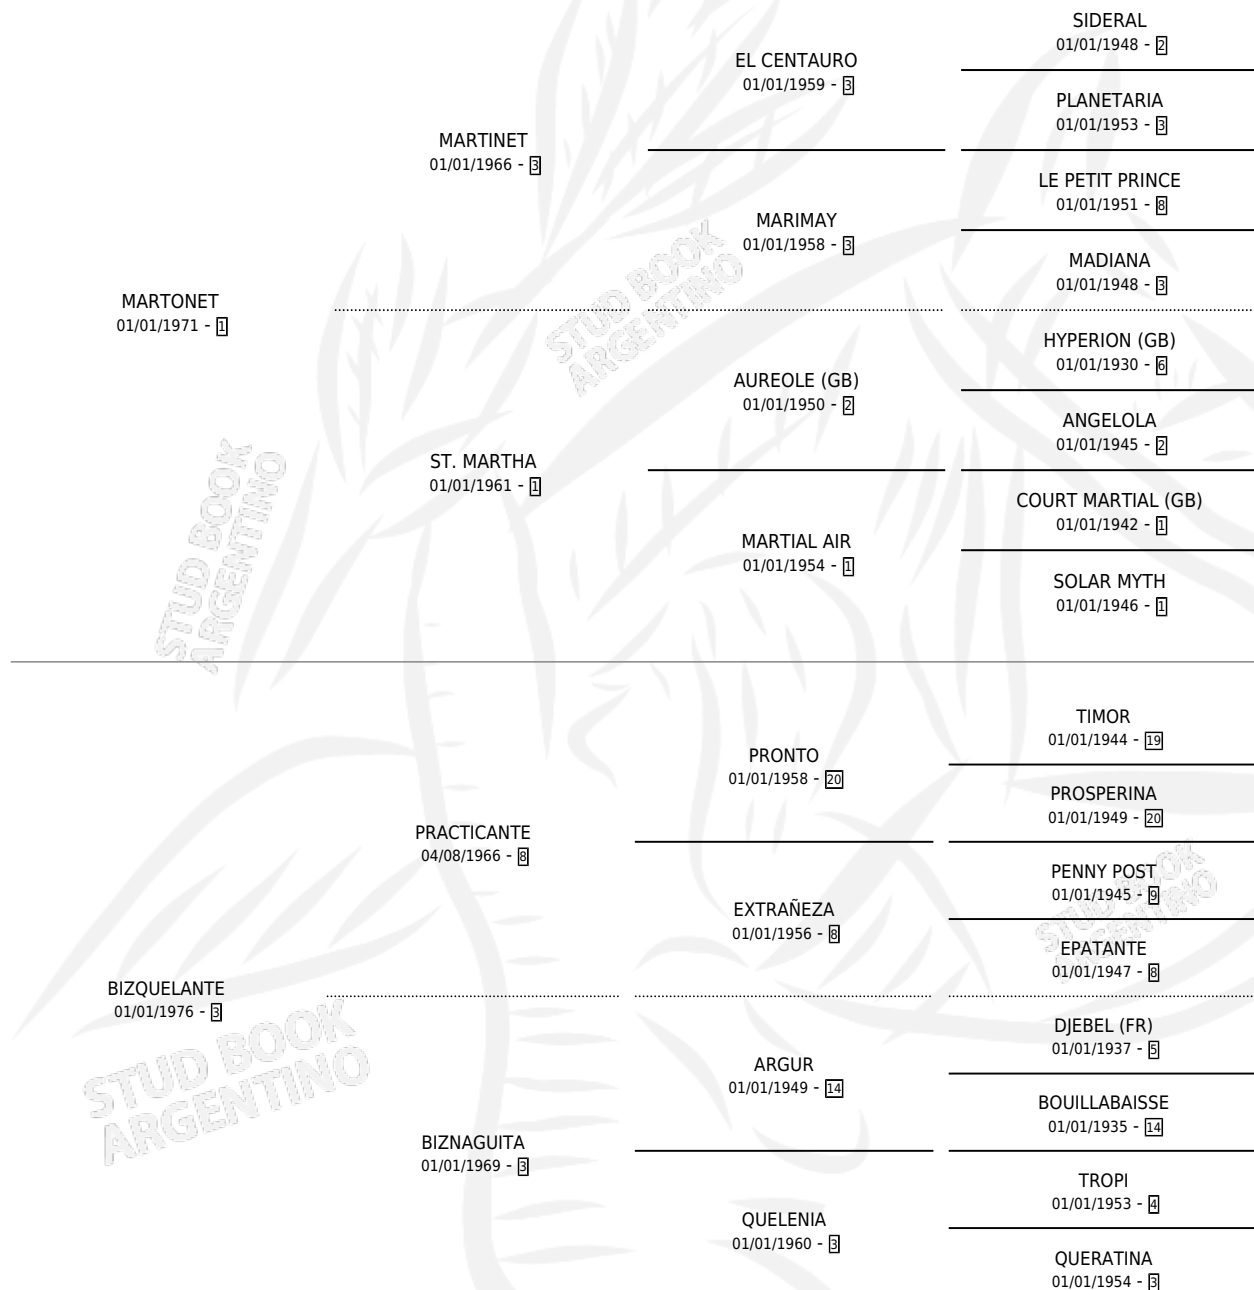 SIDERAL
01/01/1948 - 2
EL CENTAURO
01/01/1959 - 3
PLANETARIA
01/01/1953 - 3
MARTINET
01/01/1966 - 3
LE PETIT PRINCE
01/01/1951 - 8
MARIMAY
01/01/1958 - 3
MADIANA
01/01/1948 - 3
MARTONET
01/01/1971 - 1
HYPERION (GB)
01/01/1930 - 6
AUREOLE (GB)
01/01/1950 - 2
ANGELOLA
01/01/1945 - 2
ST. MARTHA
01/01/1961 - 1
COURT MARTIAL (GB)
01/01/1942 - 1
MARTIAL AIR
01/01/1954 - 1
SOLAR MYTH
01/01/1946 - 1
TIMOR
01/01/1944 - 19
PRONTO
01/01/1958 - 20
PROSPERINA
01/01/1949 - 20
PRACTICANTE
04/08/1966 - 8
PENNY POST
01/01/1945 - 9
EXTRAÑEZA
01/01/1956 - 8
EPATANTE
01/01/1947 - 8
BIZQUELANTE
01/01/1976 - 3
DJEBEL (FR)
01/01/1937 - 5
ARGUR
01/01/1949 - 14
BOUILLABAISSE
01/01/1935 - 14
BIZNAGUITA
01/01/1969 - 3
TROPI
01/01/1953 - 4
QUELENIA
01/01/1960 - 3
QUERATINA
01/01/1954 - 3
STUD BOOK
ARGENTINO
STUD BOOK
ARGENTINO
STUD BOOK
ARGENTINO
STUD BOOK
ARGENTINO